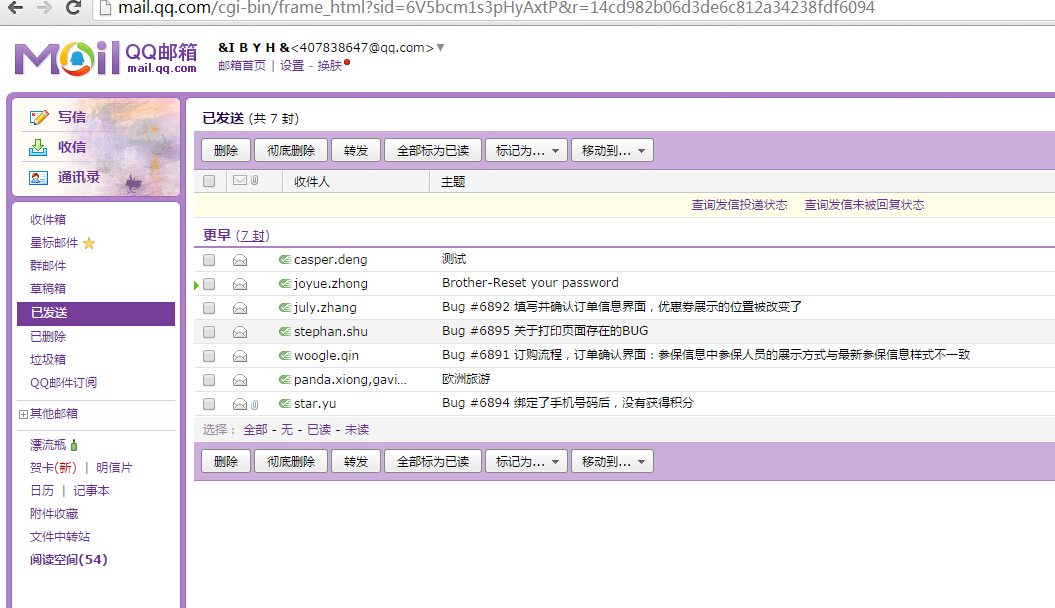 mail.qq.com/cgi-bin/frame_html?sid=6V5bcm1s3pHyAxtP&r=14cd982b06d3de6c812a34238fdf6094
Mail QQ邮箱
mail.qq.com
&I B Y H &<407838647@qq.com>
邮箱首页 | 设置 - 换肤
写信
收信
通讯录
收件箱
星标邮件
群邮件
草稿箱
已发送
已删除
垃圾箱
QQ邮件订阅
其他邮箱
漂流瓶
贺卡(新) | 明信片
日历 | 记事本
附件收藏
文件中转站
阅读空间(54)
已发送 (共 7 封)
删除 彻底删除 转发 全部标为已读 标记为... 移动到...
收件人 主题
查询发信投递状态 查询发信未被回复状态
更早 (7 封)
casper.deng 测试
joyue.zhong Brother-Reset your password
july.zhang Bug #6892 填写并确认订单信息界面，优惠券展示的位置被改变了
stephan.shu Bug #6895 关于打印页面存在的BUG
woogle.qin Bug #6891 订购流程，订单确认界面：参保信息中参保人员的展示方式与最新参保信息样式不一致
panda.xiong,gavi... 欧洲旅游
star.yu Bug #6894 绑定了手机号码后，没有获得积分
选择： 全部 - 无 - 已读 - 未读
删除 彻底删除 转发 全部标为已读 标记为... 移动到...